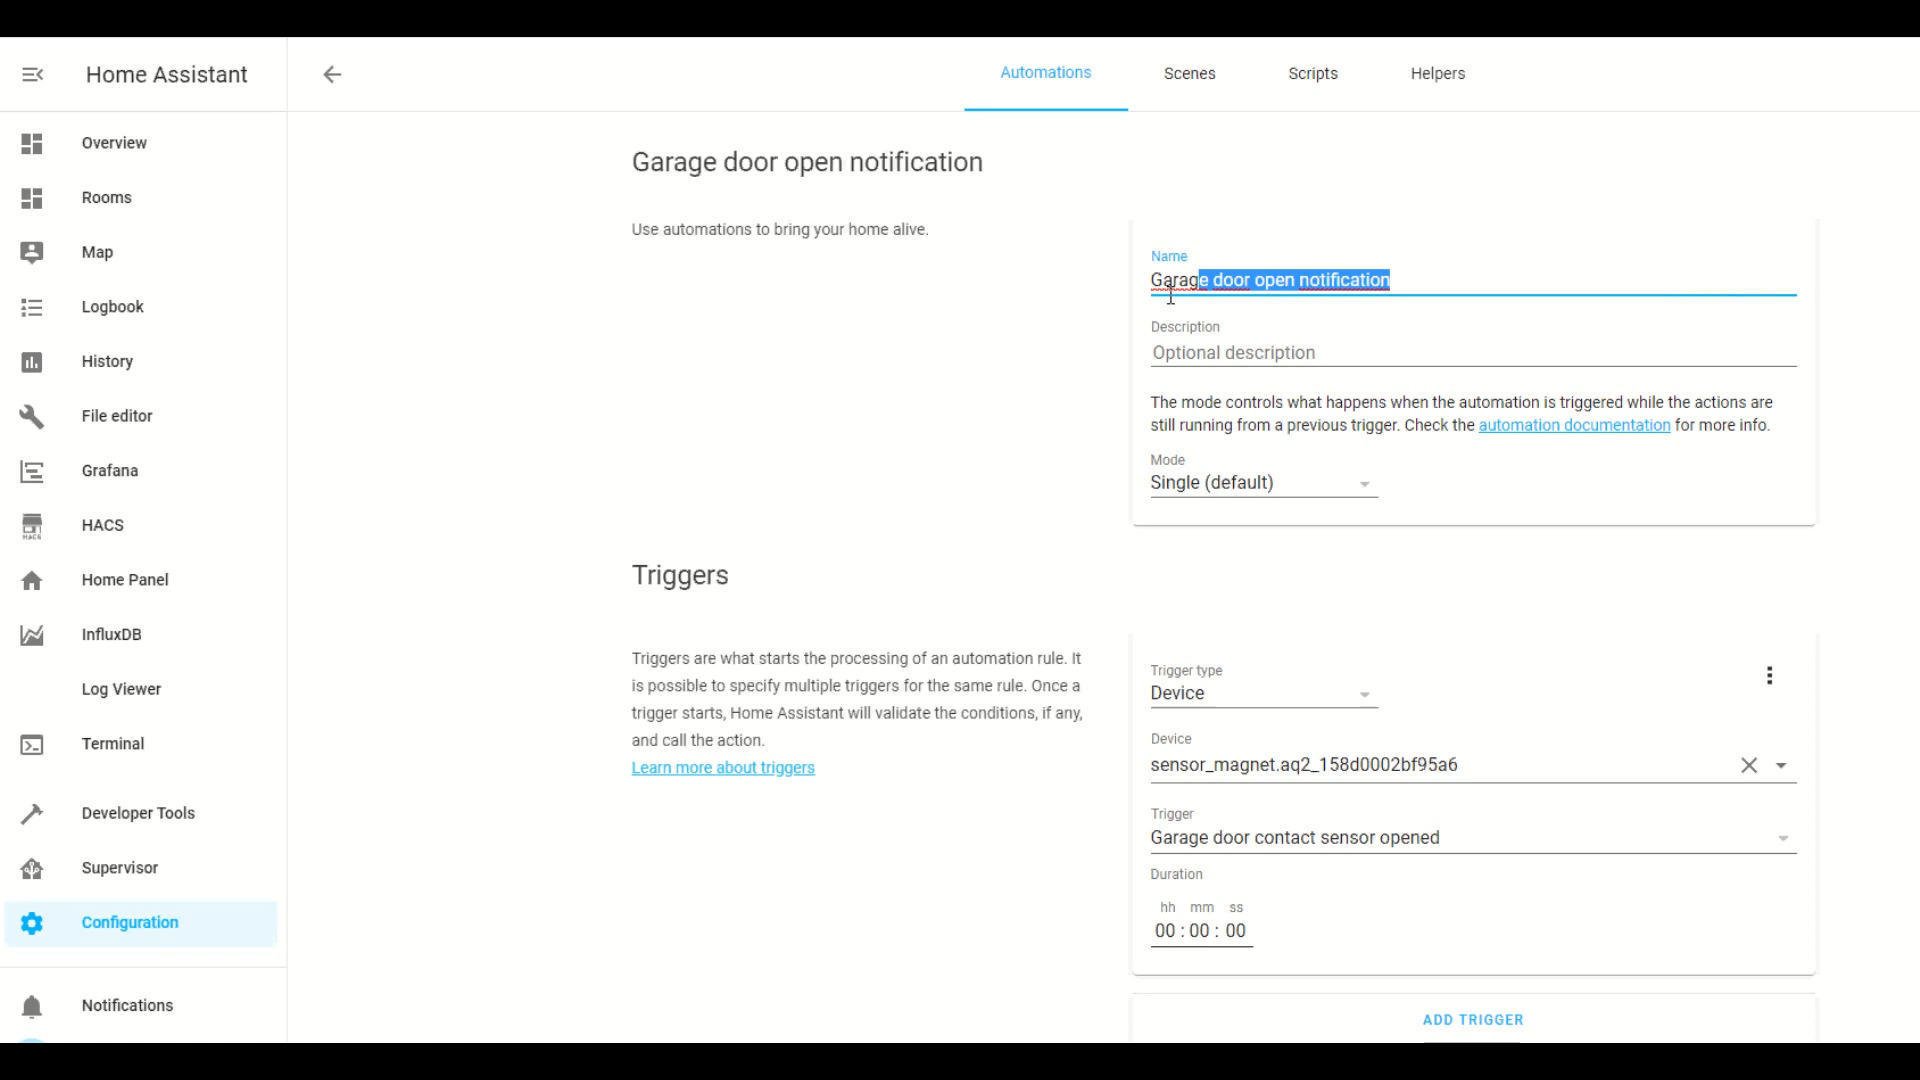 Home Assistant
Automations
Scenes
Scripts
Helpers
Overview
Rooms
Map
Logbook
History
File editor
Grafana
HACS
HACS
Home Panel
InfluxDB
Log Viewer
Terminal
Developer Tools
Supervisor
Configuration
Notifications
Garage door open notification
Use automations to bring your home alive.
Name
Garage door open notification
Description
Optional description
The mode controls what happens when the automation is triggered while the actions are
still running from a previous trigger. Check the automation documentation for more info.
Mode
Single (default)
Triggers
Triggers are what starts the processing of an automation rule. It
is possible to specify multiple triggers for the same rule. Once a
trigger starts, Home Assistant will validate the conditions, if any,
and call the action.
Learn more about triggers
Trigger type
Device
Device
sensor_magnet.aq2_158d0002bf95a6
Trigger
Garage door contact sensor opened
Duration
hh mm ss
00 : 00 : 00
ADD TRIGGER